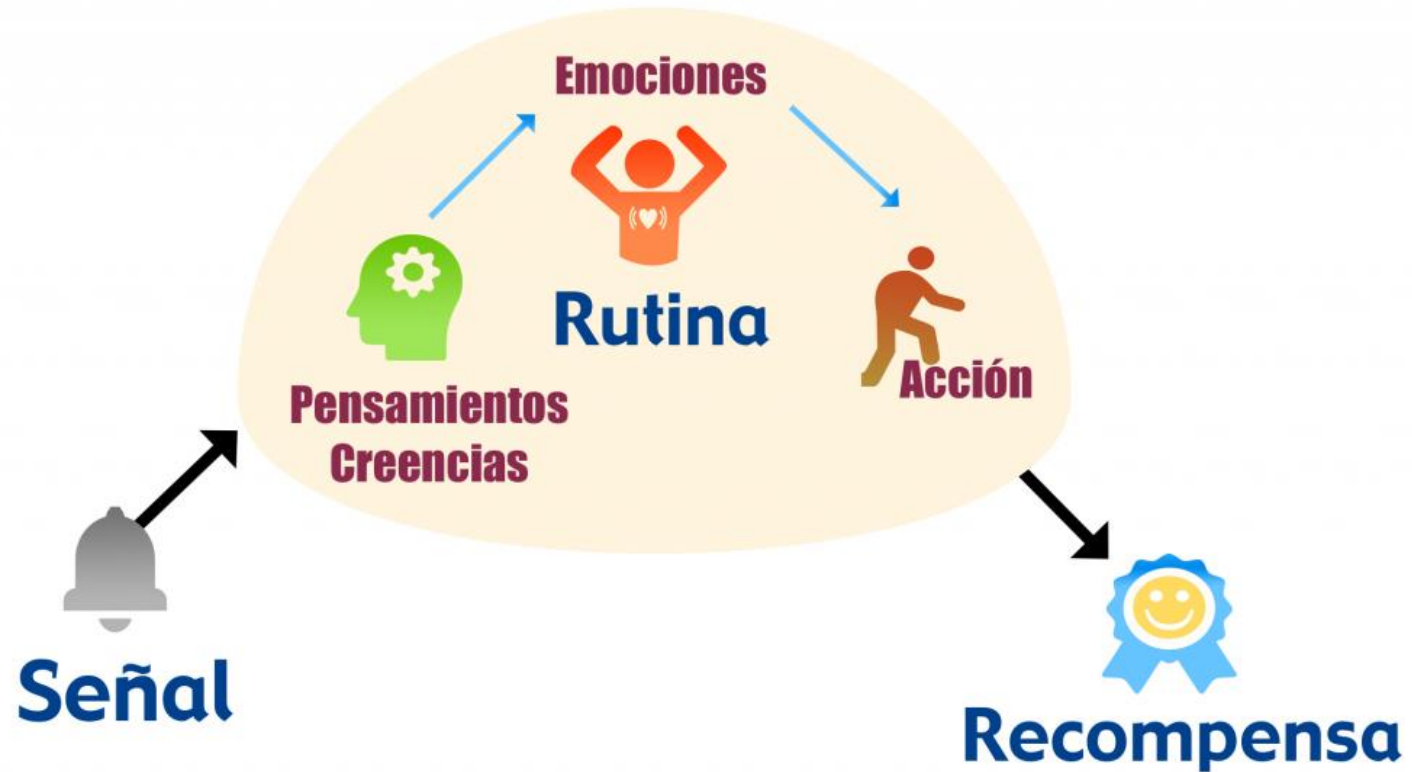 Emociones
Rutina
Pensamientos
Creencias
Acción
Señal
Recompensa